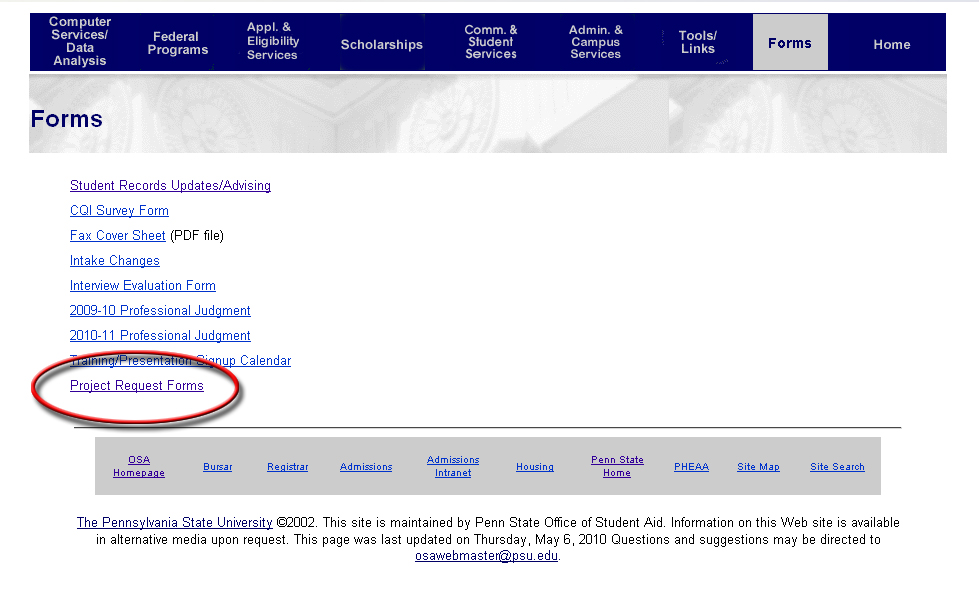 Computer
Services/
Data
Analysis
Federal
Programs
Appl. &
Eligibility
Services
Scholarships
Comm. &
Student
Services
Admin. &
Campus
Services
Tools/
Links
Forms
Home
Forms
Student Records Updates/Advising
CQI Survey Form
Fax Cover Sheet (PDF file)
Intake Changes
Interview Evaluation Form
2009-10 Professional Judgment
2010-11 Professional Judgment
Training/Presentation Signup Calendar
Project Request Forms
OSA
Homepage
Bursar
Registrar
Admissions
Admissions
Intranet
Housing
Penn State
Home
PHEAA
Site Map
Site Search
The Pennsylvania State University ©2002. This site is maintained by Penn State Office of Student Aid. Information on this Web site is available
in alternative media upon request. This page was last updated on Thursday, May 6, 2010 Questions and suggestions may be directed to
osawebmaster@psu.edu.